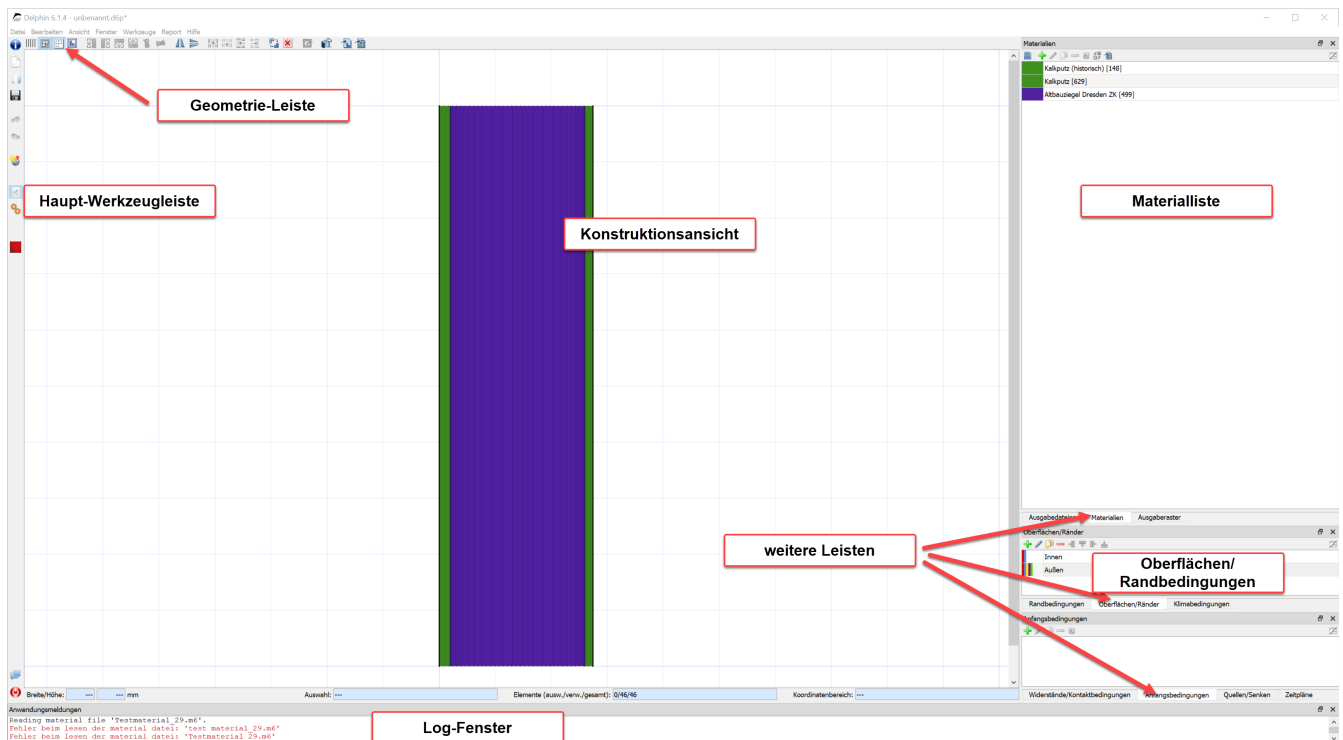 Delphin 6.1.4 - unbenannt.d6p*
Datei Bearbeiten Ansicht Fenster Werkzeuge Report Hilfe
Geometrie-Leiste
Haupt-Werkzeugleiste
Konstruktionsansicht
Materialien
Kalkputz (historisch) [148]
Kalkputz [629]
Altbauziegel Dresden ZK [499]
Materialliste
Ausgabedateien Materialien Ausgaberaster
weitere Leisten
Oberflächen/Ränder
Innen
Außen
Oberflächen/
Randbedingungen
Randbedingungen Oberflächen/Ränder Klimabedingungen
Anfangsbedingungen
Breite/Höhe: --- --- mm Auswahl: --- Elemente (ausw./verw./gesamt): 0/46/46 Koordinatenbereich: ---
Widerstände/Kontaktbedingungen Anfangsbedingungen Quellen/Senken Zeitpläne
Anwendungsmeldungen
Reading material file 'Testmaterial_29.m6'.
Fehler beim lesen der material datei: 'test material_29.m6'
Fehler beim lesen der material datei: 'Testmaterial 29.m6'
Log-Fenster